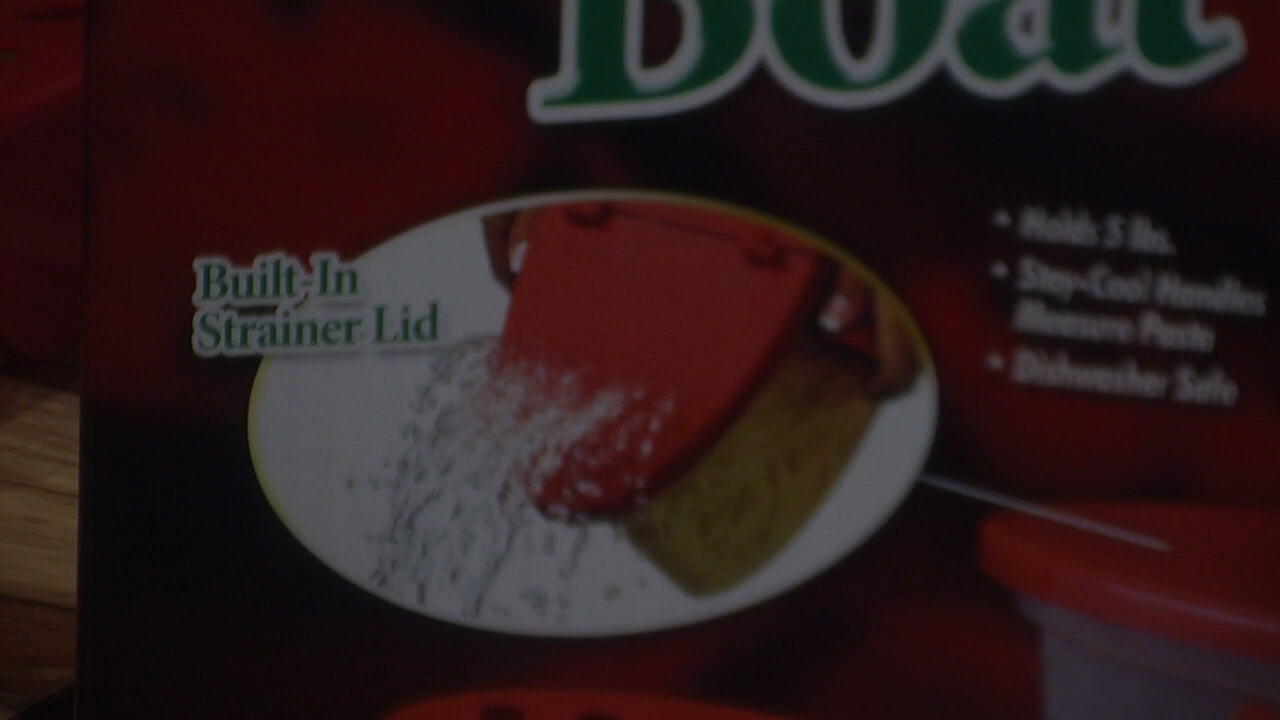 Boat
Built-In
Strainer Lid
• Holds 5 lbs.
• Stay-Cool Handles
Measure Pasta
• Dishwasher Safe